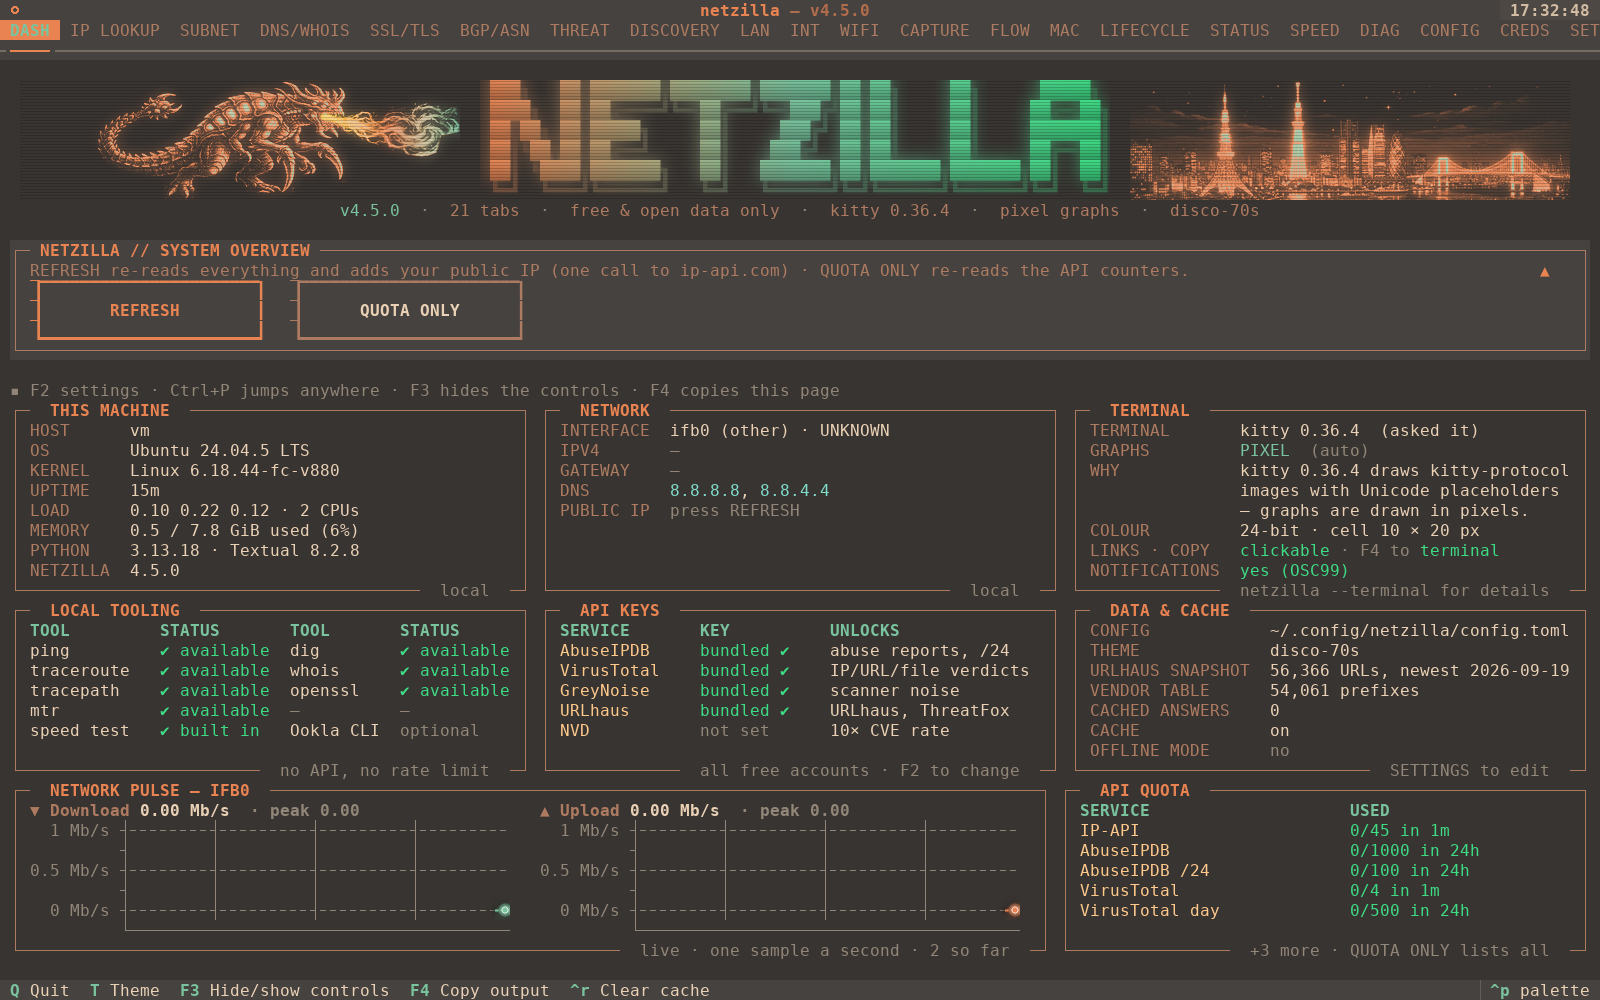 netzilla — v4.5.0
17:32:48
DASH IP LOOKUP SUBNET DNS/WHOIS SSL/TLS BGP/ASN THREAT DISCOVERY LAN INT WIFI CAPTURE FLOW MAC LIFECYCLE STATUS SPEED DIAG CONFIG CREDS SET
NETZILLA
v4.5.0 · 21 tabs · free & open data only · kitty 0.36.4 · pixel graphs · disco-70s
NETZILLA // SYSTEM OVERVIEW
REFRESH re-reads everything and adds your public IP (one call to ip-api.com) · QUOTA ONLY re-reads the API counters. ▲
REFRESH QUOTA ONLY
▪ F2 settings · Ctrl+P jumps anywhere · F3 hides the controls · F4 copies this page
THIS MACHINE
HOST vm
OS Ubuntu 24.04.5 LTS
KERNEL Linux 6.18.44-fc-v880
UPTIME 15m
LOAD 0.10 0.22 0.12 · 2 CPUs
MEMORY 0.5 / 7.8 GiB used (6%)
PYTHON 3.13.18 · Textual 8.2.8
NETZILLA 4.5.0
local
NETWORK
INTERFACE ifb0 (other) · UNKNOWN
IPV4 —
GATEWAY —
DNS 8.8.8.8, 8.8.4.4
PUBLIC IP press REFRESH
local
TERMINAL
TERMINAL kitty 0.36.4 (asked it)
GRAPHS PIXEL (auto)
WHY kitty 0.36.4 draws kitty-protocol
images with Unicode placeholders
— graphs are drawn in pixels.
COLOUR 24-bit · cell 10 × 20 px
LINKS · COPY clickable · F4 to terminal
NOTIFICATIONS yes (OSC99)
netzilla --terminal for details
LOCAL TOOLING
TOOL STATUS TOOL STATUS
ping ✔ available dig ✔ available
traceroute ✔ available whois ✔ available
tracepath ✔ available openssl ✔ available
mtr ✔ available — —
speed test ✔ built in Ookla CLI optional
no API, no rate limit
API KEYS
SERVICE KEY UNLOCKS
AbuseIPDB bundled ✔ abuse reports, /24
VirusTotal bundled ✔ IP/URL/file verdicts
GreyNoise bundled ✔ scanner noise
URLhaus bundled ✔ URLhaus, ThreatFox
NVD not set 10× CVE rate
all free accounts · F2 to change
DATA & CACHE
CONFIG ~/.config/netzilla/config.toml
THEME disco-70s
URLHAUS SNAPSHOT 56,366 URLs, newest 2026-09-19
VENDOR TABLE 54,061 prefixes
CACHED ANSWERS 0
CACHE on
OFFLINE MODE no
SETTINGS to edit
NETWORK PULSE — IFB0
▼ Download 0.00 Mb/s · peak 0.00
1 Mb/s
0.5 Mb/s
0 Mb/s
▲ Upload 0.00 Mb/s · peak 0.00
1 Mb/s
0.5 Mb/s
0 Mb/s
live · one sample a second · 2 so far
API QUOTA
SERVICE USED
IP-API 0/45 in 1m
AbuseIPDB 0/1000 in 24h
AbuseIPDB /24 0/100 in 24h
VirusTotal 0/4 in 1m
VirusTotal day 0/500 in 24h
+3 more · QUOTA ONLY lists all
Q Quit T Theme F3 Hide/show controls F4 Copy output ^r Clear cache ^p palette